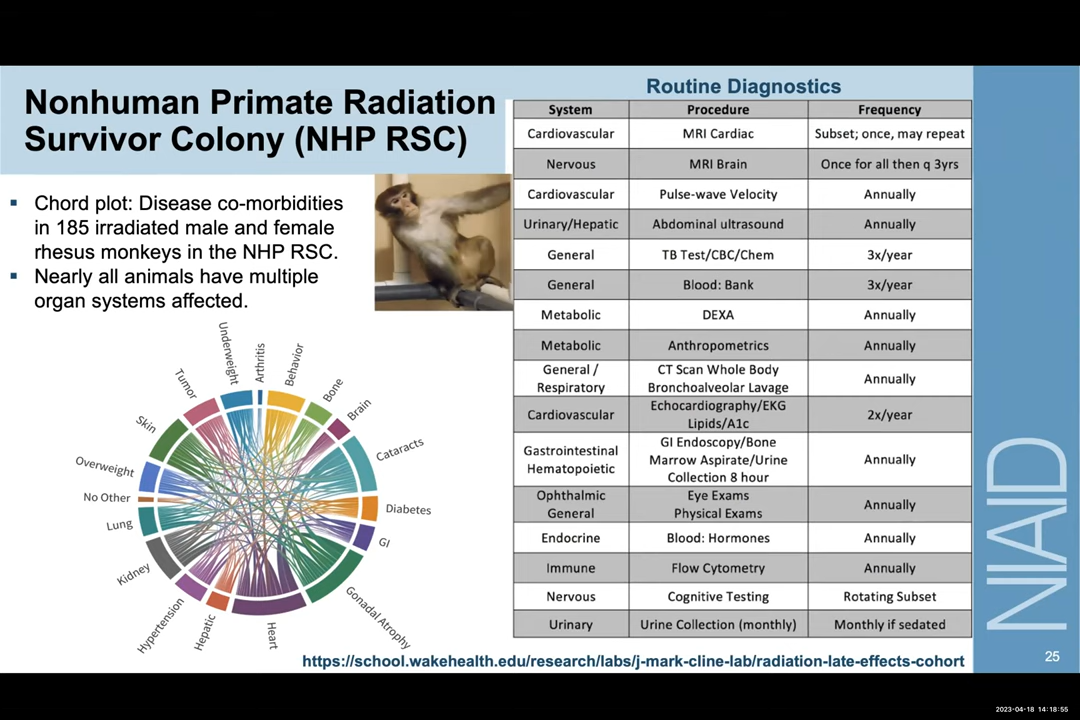 Nonhuman Primate Radiation
Survivor Colony (NHP RSC)
▪ Chord plot: Disease co-morbidities
in 185 irradiated male and female
rhesus monkeys in the NHP RSC.
▪ Nearly all animals have multiple
organ systems affected.
Underweight
Arthritis
Behavior
Bone
Brain
Cataracts
Diabetes
GI
Gonadal Atrophy
Heart
Hepatic
Hypertension
Kidney
Lung
No Other
Overweight
Skin
Tumor
Routine Diagnostics
System Procedure Frequency
Cardiovascular MRI Cardiac Subset; once, may repeat
Nervous MRI Brain Once for all then q 3yrs
Cardiovascular Pulse-wave Velocity Annually
Urinary/Hepatic Abdominal ultrasound Annually
General TB Test/CBC/Chem 3x/year
General Blood: Bank 3x/year
Metabolic DEXA Annually
Metabolic Anthropometrics Annually
General / CT Scan Whole Body
Respiratory Bronchoalveolar Lavage Annually
Cardiovascular Echocardiography/EKG 2x/year
Lipids/A1c
Gastrointestinal GI Endoscopy/Bone
Hematopoietic Marrow Aspirate/Urine Annually
Collection 8 hour
Ophthalmic Eye Exams Annually
General Physical Exams
Endocrine Blood: Hormones Annually
Immune Flow Cytometry Annually
Nervous Cognitive Testing Rotating Subset
Urinary Urine Collection (monthly) Monthly if sedated
https://school.wakehealth.edu/research/labs/j-mark-cline-lab/radiation-late-effects-cohort
NIAID
25
2023-04-18 14:18:55